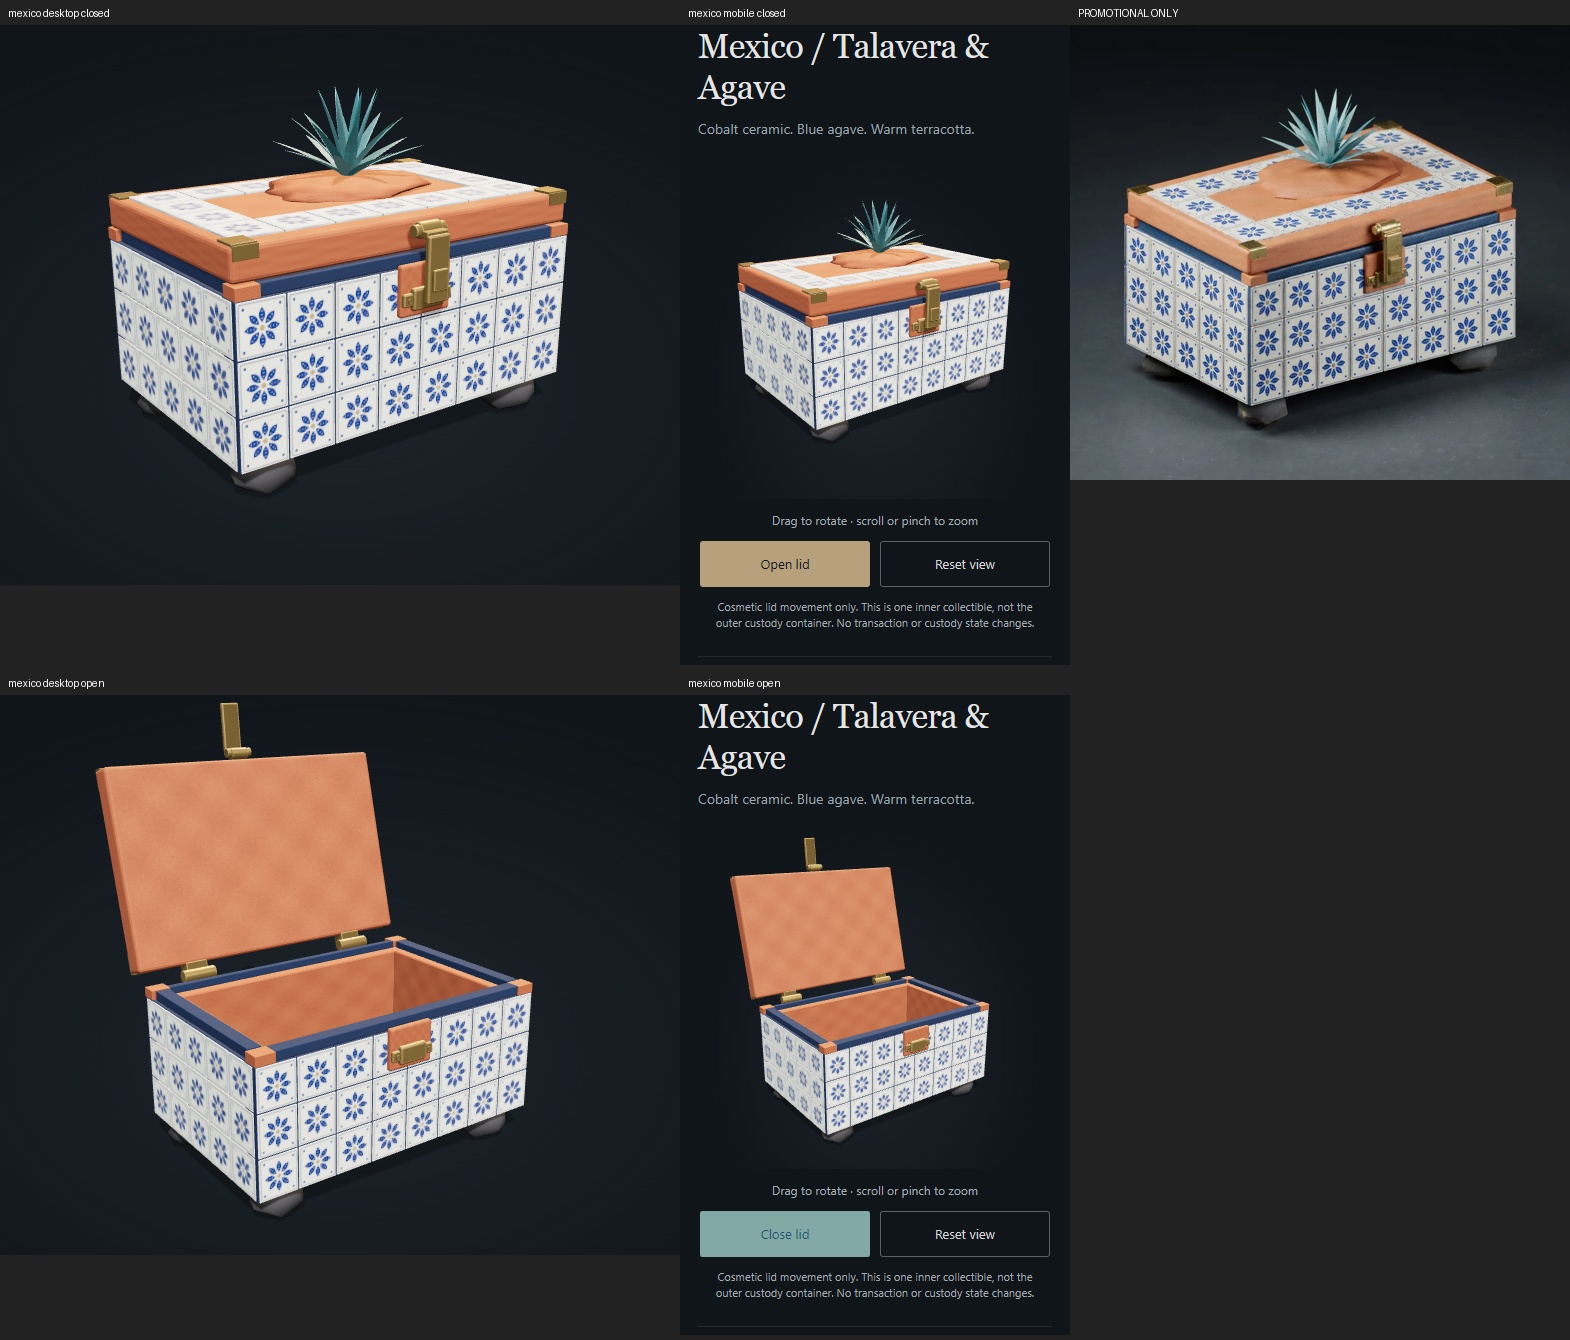 mexico desktop closed
mexico mobile closed
PROMOTIONAL ONLY
Mexico / Talavera &
Agave
Cobalt ceramic. Blue agave. Warm terracotta.
Drag to rotate · scroll or pinch to zoom
Open lid
Reset view
Cosmetic lid movement only. This is one inner collectible, not the
outer custody container. No transaction or custody state changes.
mexico desktop open
mexico mobile open
Mexico / Talavera &
Agave
Cobalt ceramic. Blue agave. Warm terracotta.
Drag to rotate · scroll or pinch to zoom
Close lid
Reset view
Cosmetic lid movement only. This is one inner collectible, not the
outer custody container. No transaction or custody state changes.